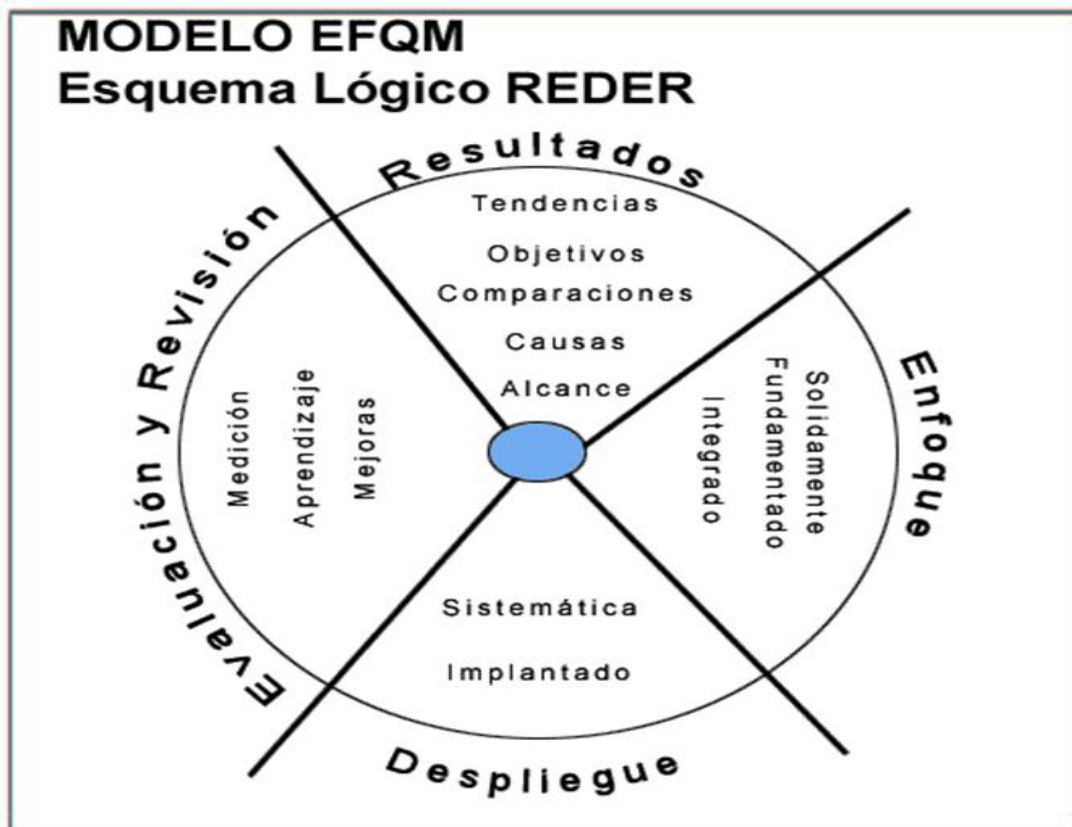 MODELO EFQM
Esquema Lógico REDER
Resultados
Tendencias
Objetivos
Comparaciones
Causas
Alcance
Enfoque
Solidamente
Fundamentado
Integrado
Despliegue
Sistemática
Implantado
Evaluación y Revisión
Medición
Aprendizaje
Mejoras